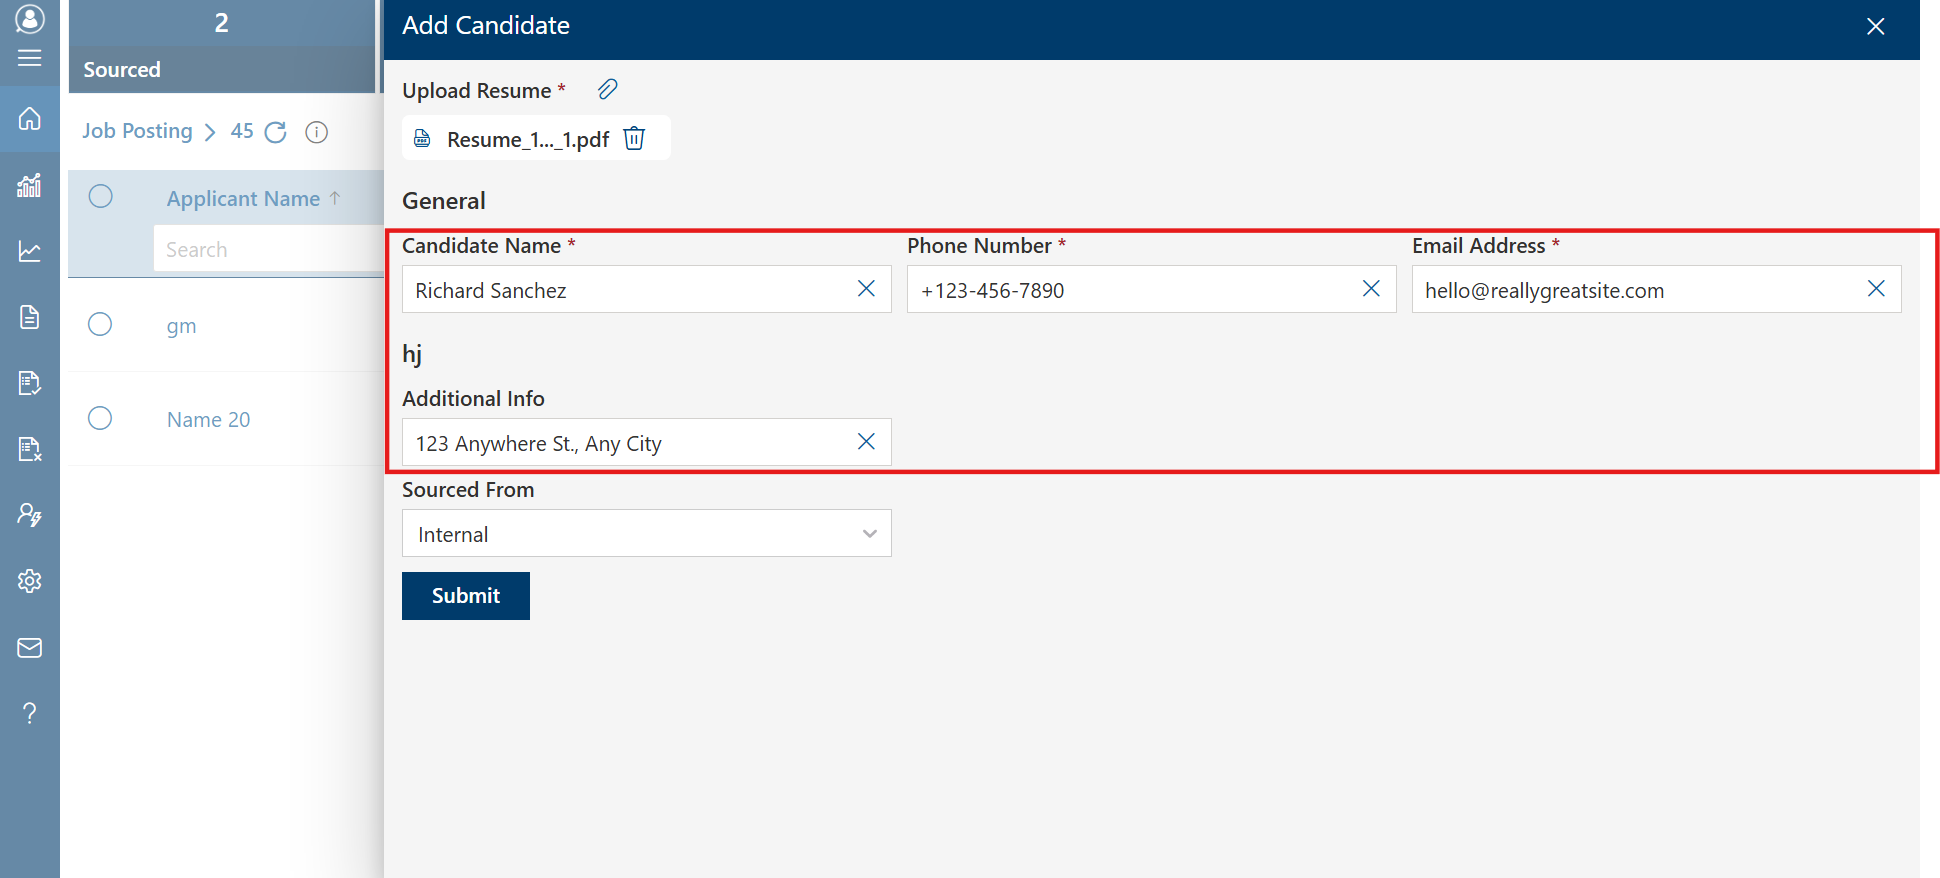 2
Sourced
Job Posting 45
Applicant Name
Search
gm
Name 20
Add Candidate
Upload Resume *
Resume_1..._1.pdf
General
Candidate Name * Phone Number * Email Address *
Richard Sanchez +123-456-7890 hello@reallygreatsite.com
hj
Additional Info
123 Anywhere St., Any City
Sourced From
Internal
Submit